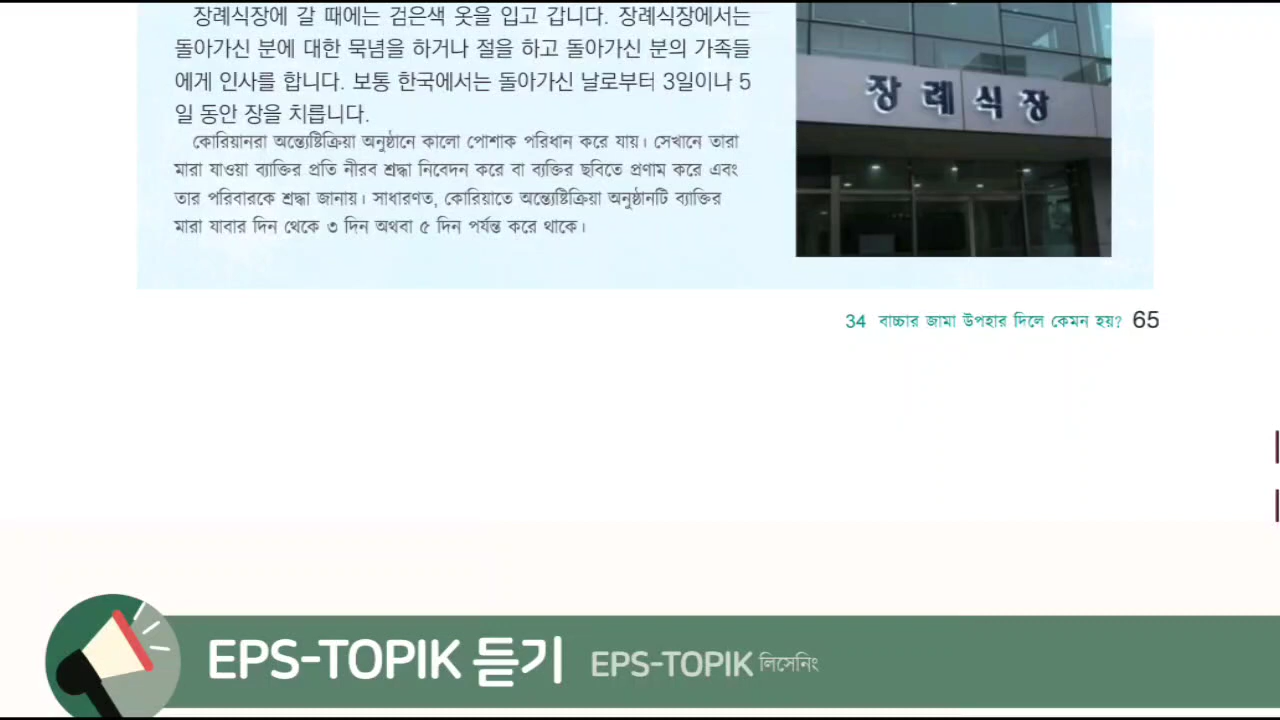 장례식장에 갈 때에는 검은색 옷을 입고 갑니다. 장례식장에서는
돌아가신 분에 대한 묵념을 하거나 절을 하고 돌아가신 분의 가족들
에게 인사를 합니다. 보통 한국에서는 돌아가신 날로부터 3일이나 5
일 동안 장을 치릅니다.
কোরিয়ানরা অন্ত্যেষ্টিক্রিয়া অনুষ্ঠানে কালো পোশাক পরিধান করে যায়। সেখানে তারা
মারা যাওয়া ব্যাক্তির প্রতি নীরব শ্রদ্ধা নিবেদন করে বা ব্যক্তির ছবিতে প্রণাম করে এবং
তার পরিবারকে শ্রদ্ধা জানায়। সাধারণত, কোরিয়াতে অন্ত্যেষ্টিক্রিয়া অনুষ্ঠানটি ব্যাক্তির
মারা যাবার দিন থেকে ৩ দিন অথবা ৫ দিন পর্যন্ত করে থাকে।
장례식장
34 বাচ্চার জামা উপহার দিলে কেমন হয়? 65
EPS-TOPIK 듣기 EPS-TOPIK লিসেনিং